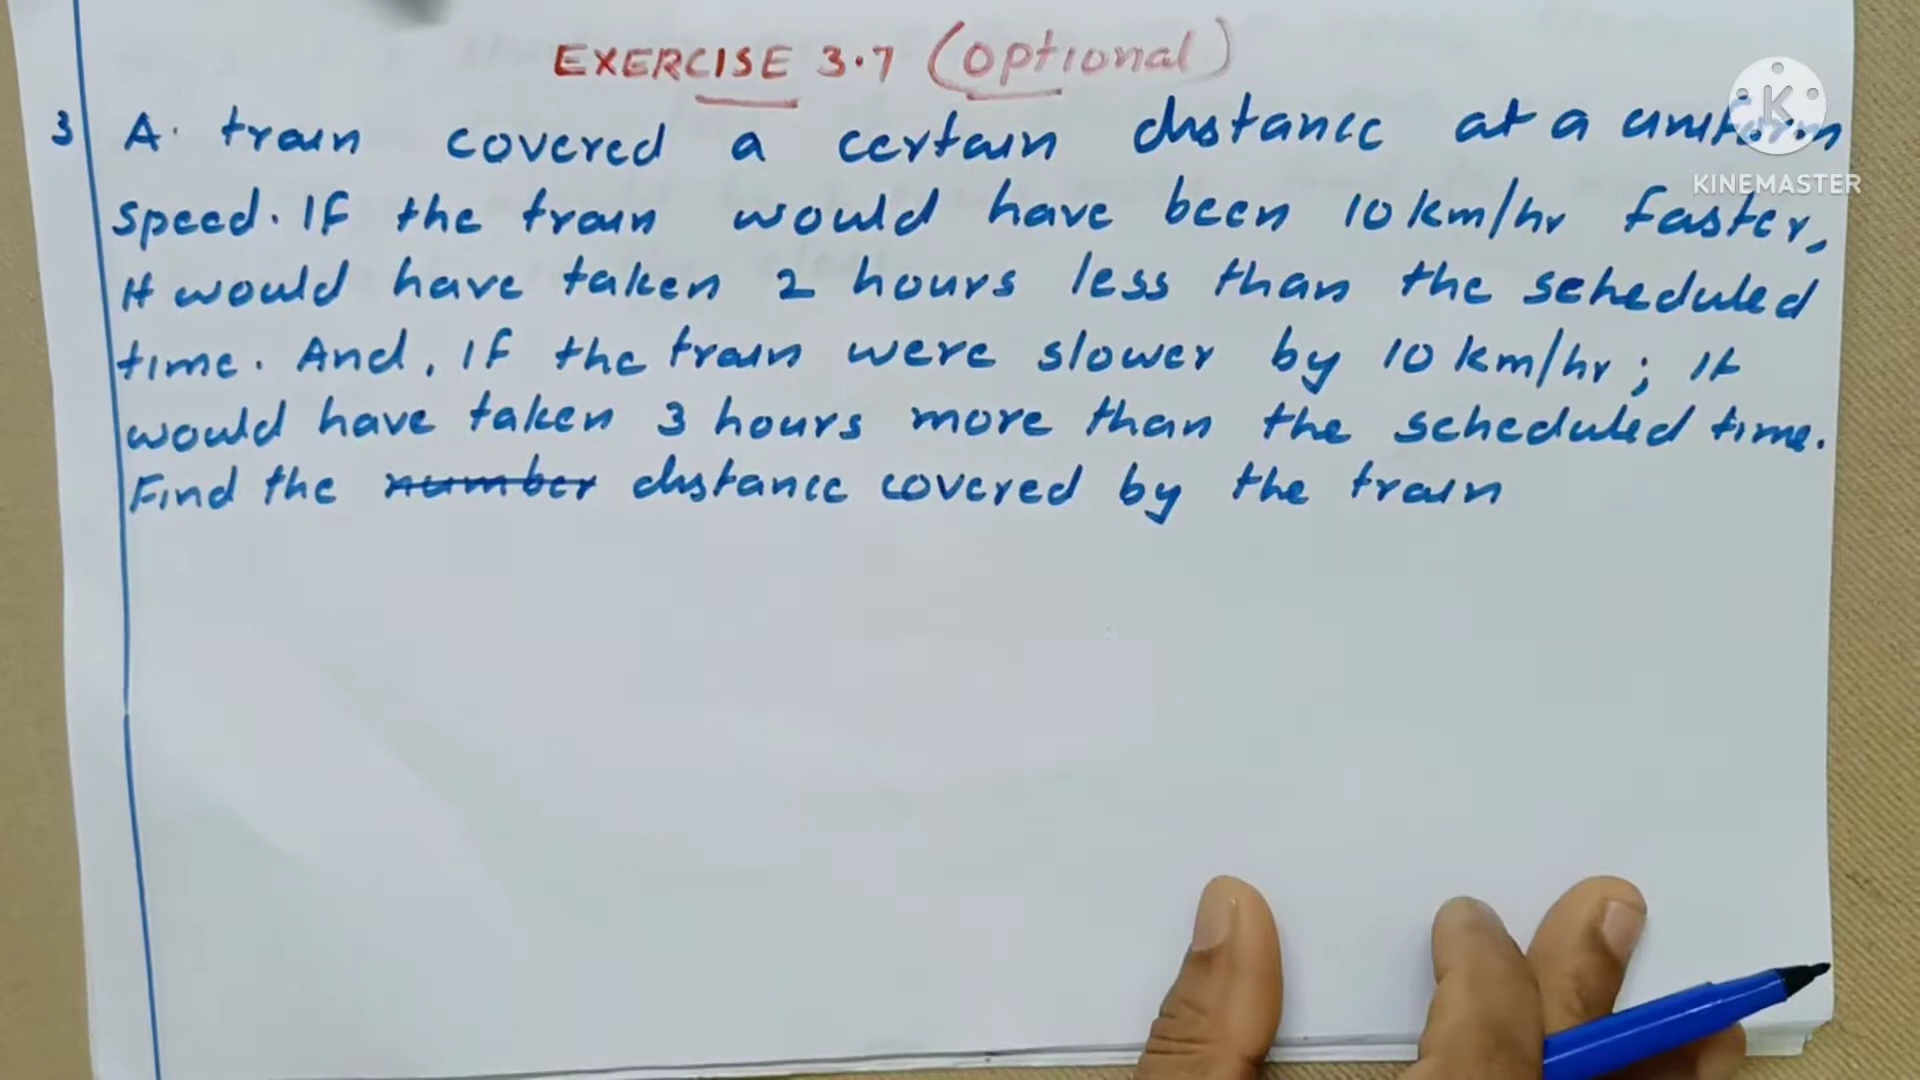 EXERCISE 3.7 (optional)
3 A train covered a certain distance at a uniform
speed. If the train would have been 10 km/hr faster,
it would have taken 2 hours less than the scheduled
time. And, if the train were slower by 10 km/hr; it
would have taken 3 hours more than the scheduled time.
Find the number distance covered by the train
K
KINEMASTER